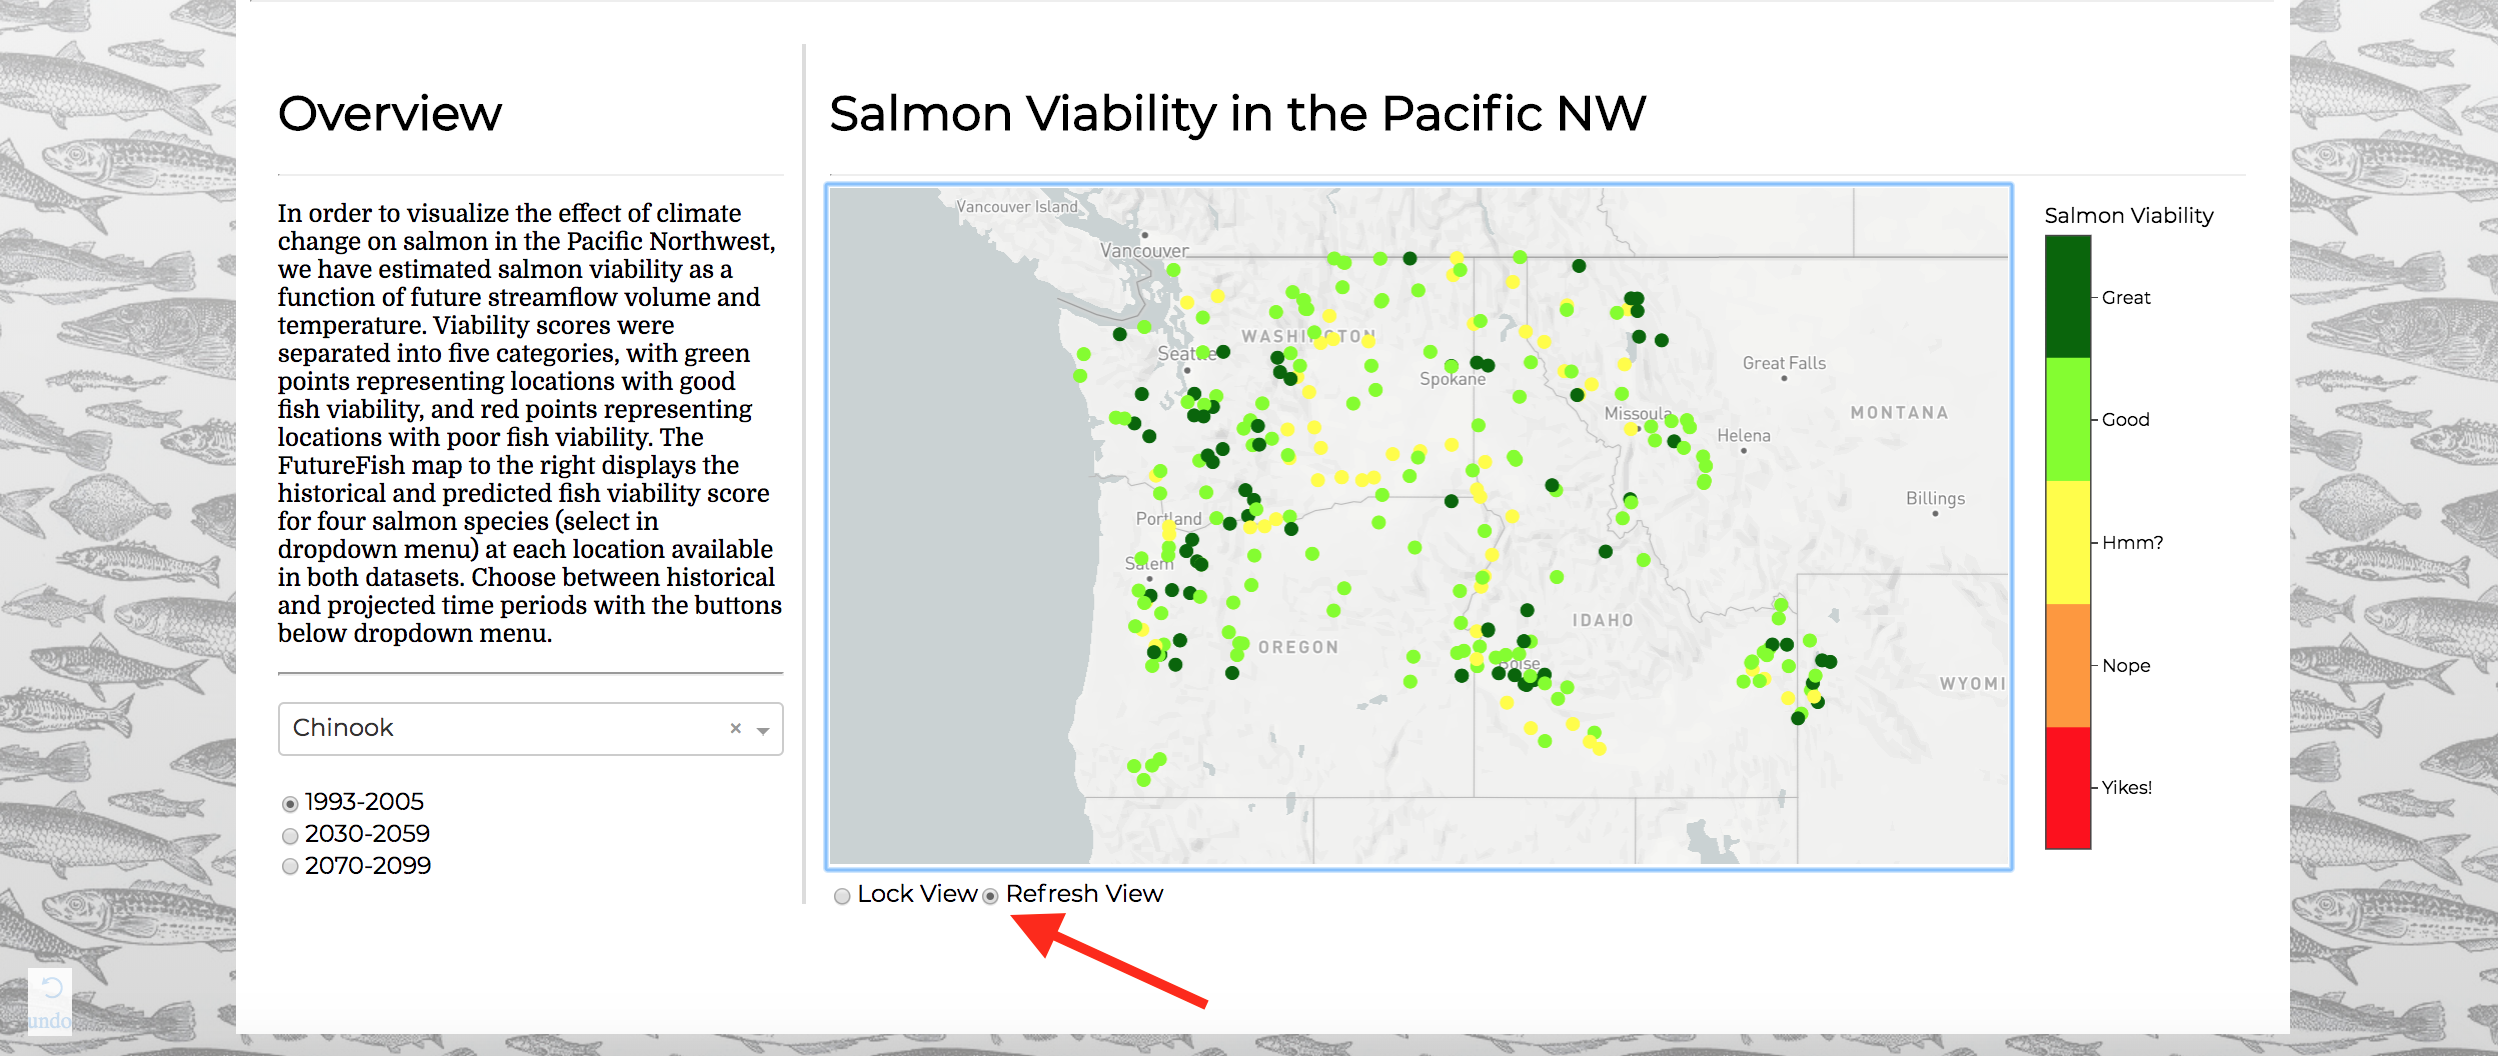 Overview
In order to visualize the effect of climate
change on salmon in the Pacific Northwest,
we have estimated salmon viability as a
function of future streamflow volume and
temperature. Viability scores were
separated into five categories, with green
points representing locations with good
fish viability, and red points representing
locations with poor fish viability. The
FutureFish map to the right displays the
historical and predicted fish viability score
for four salmon species (select in
dropdown menu) at each location available
in both datasets. Choose between historical
and projected time periods with the buttons
below dropdown menu.
Chinook
1993-2005
2030-2059
2070-2099
Salmon Viability in the Pacific NW
Vancouver Island
Vancouver
WASHINGTON
Seattle
Spokane
Great Falls
Missoula
MONTANA
Helena
Billings
Portland
Salem
IDAHO
OREGON
Boise
WYOMI
Lock View
Refresh View
Salmon Viability
Great
Good
Hmm?
Nope
Yikes!
undo